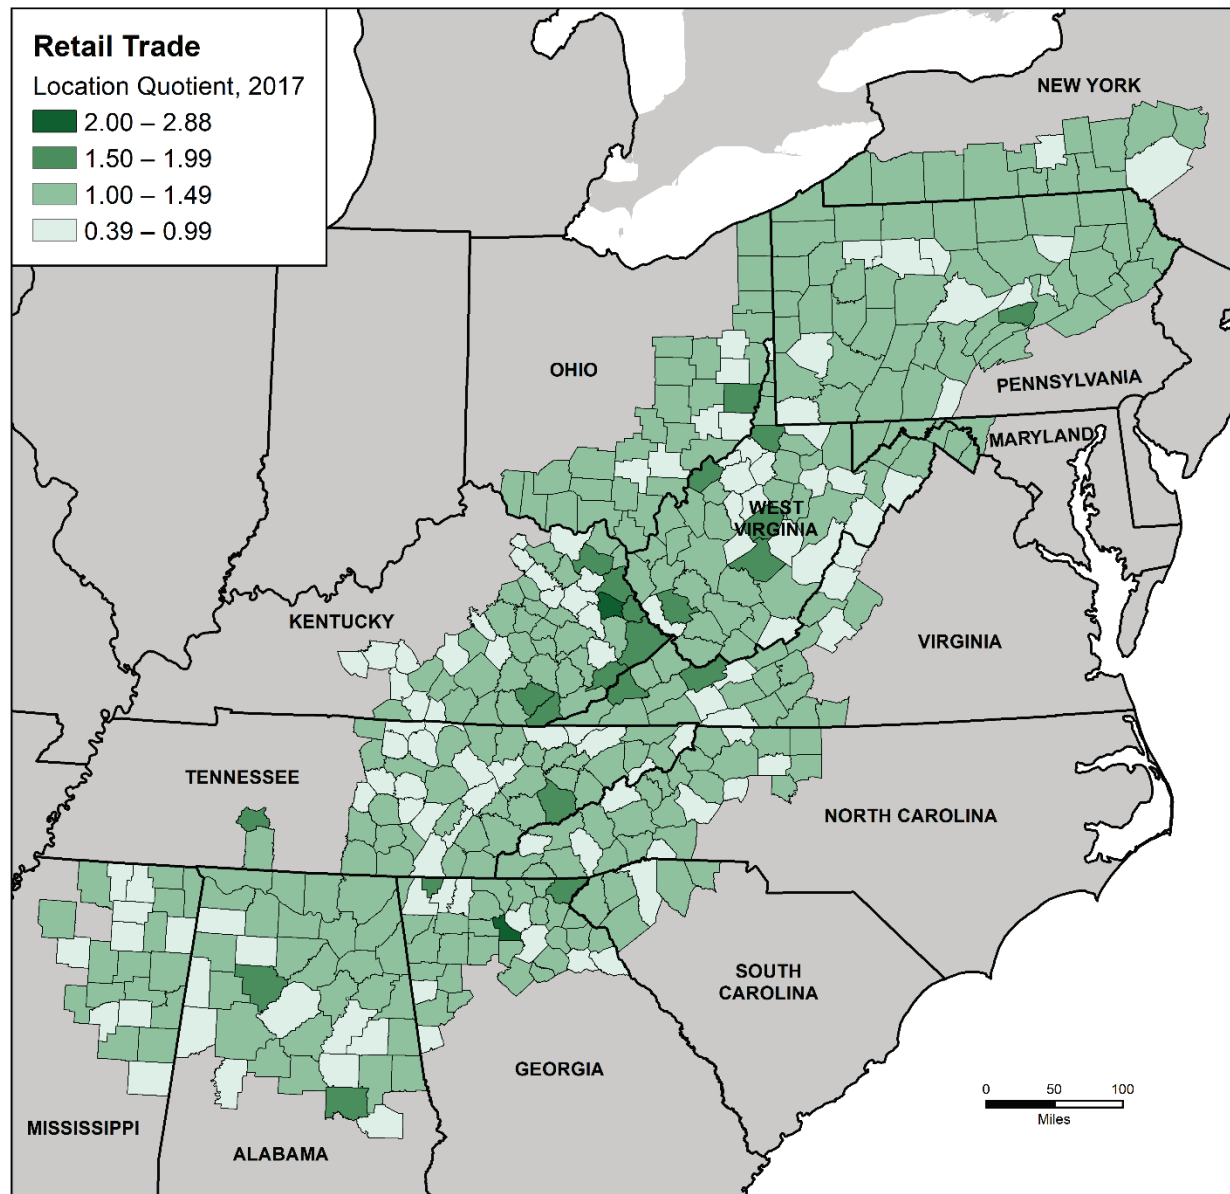 Retail Trade
Location Quotient, 2017
2.00 – 2.88
1.50 – 1.99
1.00 – 1.49
0.39 – 0.99
NEW YORK
OHIO
PENNSYLVANIA
MARYLAND
WEST
VIRGINIA
KENTUCKY
VIRGINIA
TENNESSEE
NORTH CAROLINA
SOUTH
CAROLINA
GEORGIA
0 50 100
Miles
MISSISSIPPI
ALABAMA